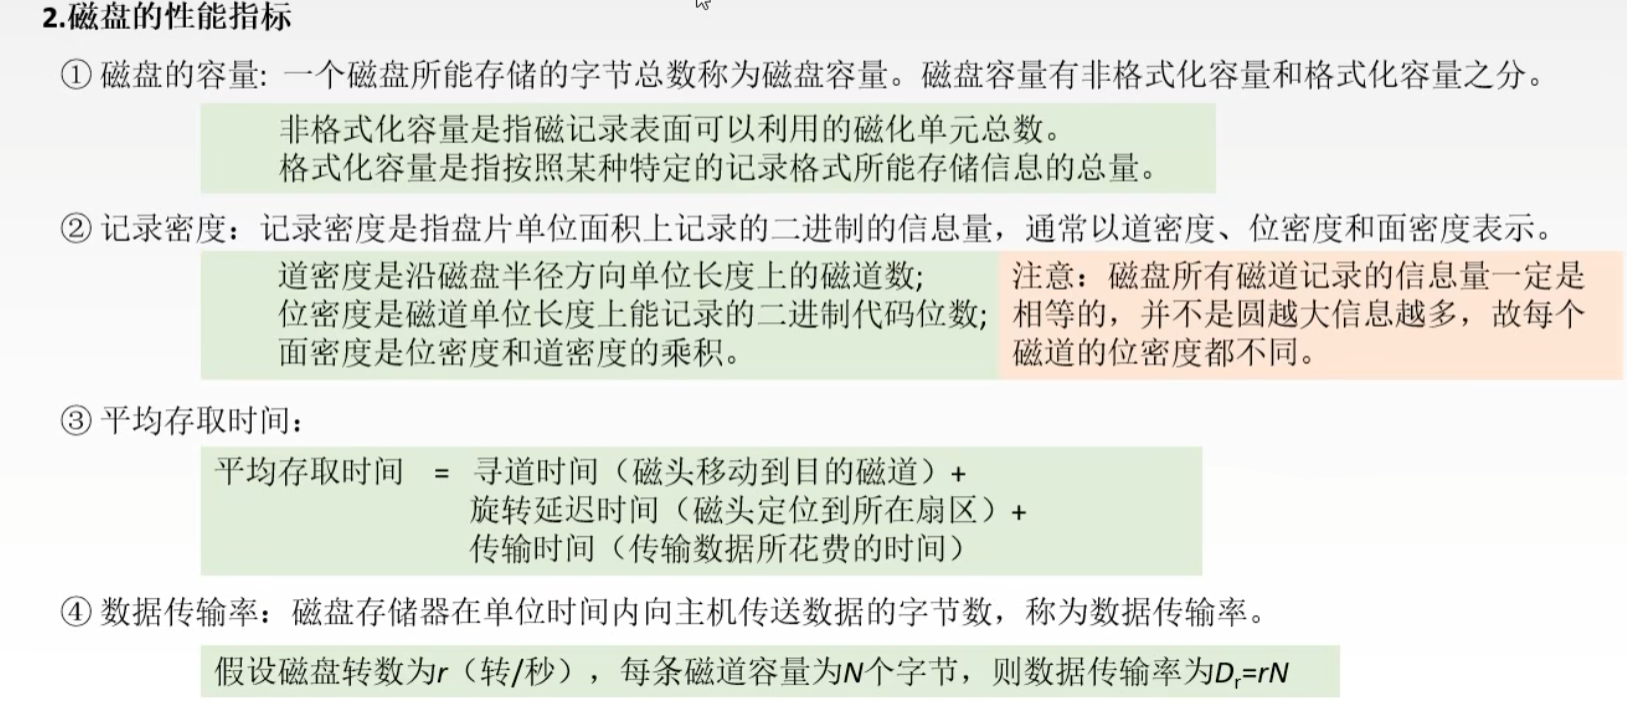 2.磁盘的性能指标
① 磁盘的容量: 一个磁盘所能存储的字节总数称为磁盘容量。磁盘容量有非格式化容量和格式化容量之分。
非格式化容量是指磁记录表面可以利用的磁化单元总数。
格式化容量是指按照某种特定的记录格式所能存储信息的总量。
② 记录密度：记录密度是指盘片单位面积上记录的二进制的信息量，通常以道密度、位密度和面密度表示。
道密度是沿磁盘半径方向单位长度上的磁道数;
位密度是磁道单位长度上能记录的二进制代码位数;
面密度是位密度和道密度的乘积。
注意：磁盘所有磁道记录的信息量一定是
相等的，并不是圆越大信息越多，故每个
磁道的位密度都不同。
③ 平均存取时间：
平均存取时间 = 寻道时间（磁头移动到目的磁道）+
旋转延迟时间（磁头定位到所在扇区）+
传输时间（传输数据所花费的时间）
④ 数据传输率：磁盘存储器在单位时间内向主机传送数据的字节数，称为数据传输率。
假设磁盘转数为r（转/秒），每条磁道容量为N个字节，则数据传输率为Dr=rN